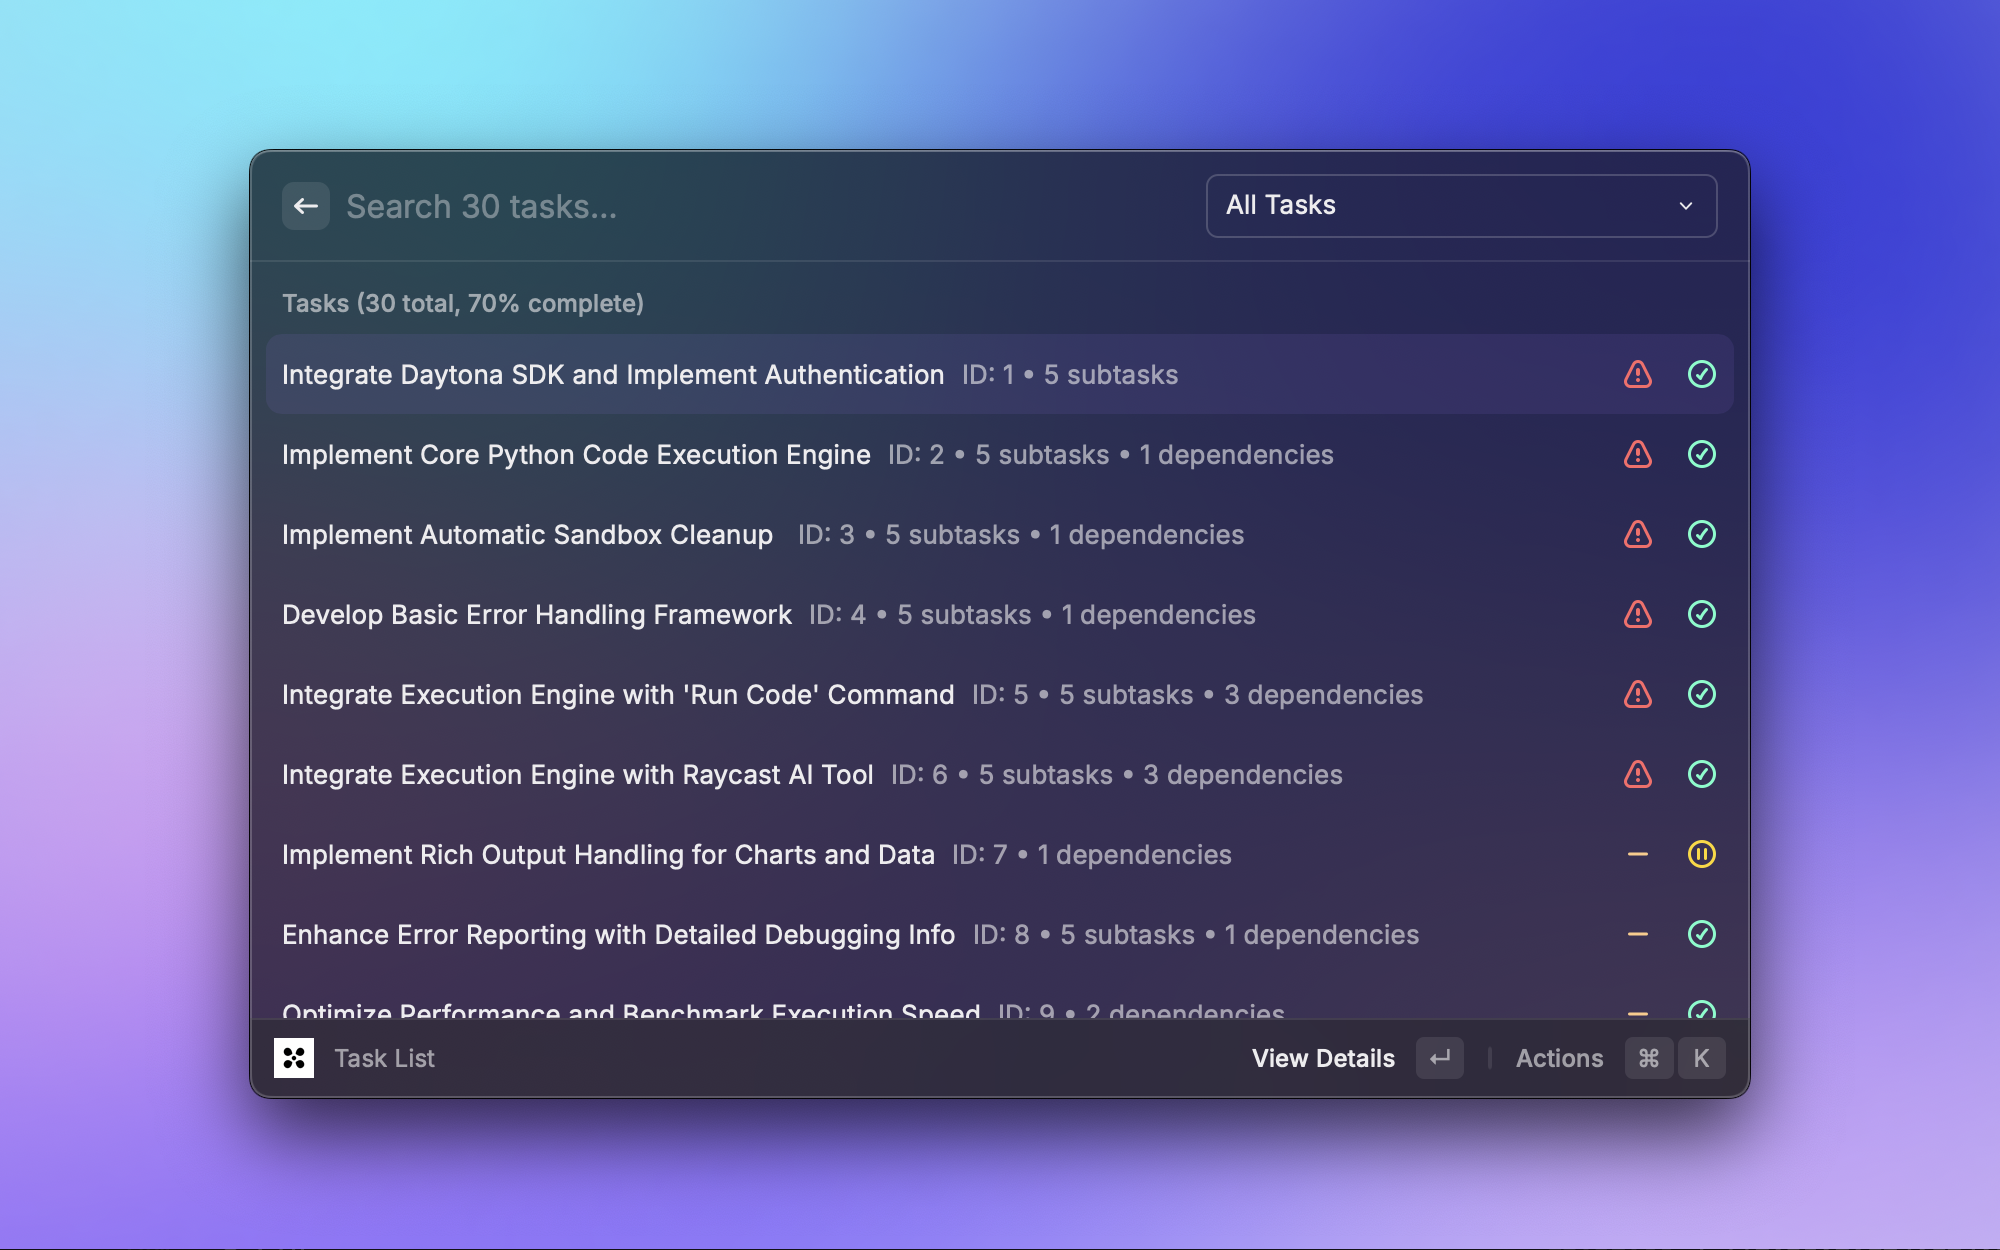 Search 30 tasks...
All Tasks
Tasks (30 total, 70% complete)
Integrate Daytona SDK and Implement Authentication ID: 1 • 5 subtasks
Implement Core Python Code Execution Engine ID: 2 • 5 subtasks • 1 dependencies
Implement Automatic Sandbox Cleanup ID: 3 • 5 subtasks • 1 dependencies
Develop Basic Error Handling Framework ID: 4 • 5 subtasks • 1 dependencies
Integrate Execution Engine with 'Run Code' Command ID: 5 • 5 subtasks • 3 dependencies
Integrate Execution Engine with Raycast AI Tool ID: 6 • 5 subtasks • 3 dependencies
Implement Rich Output Handling for Charts and Data ID: 7 • 1 dependencies
Enhance Error Reporting with Detailed Debugging Info ID: 8 • 5 subtasks • 1 dependencies
Optimize Performance and Benchmark Execution Speed ID: 9 • 2 dependencies
Task List View Details ↵ Actions ⌘ K